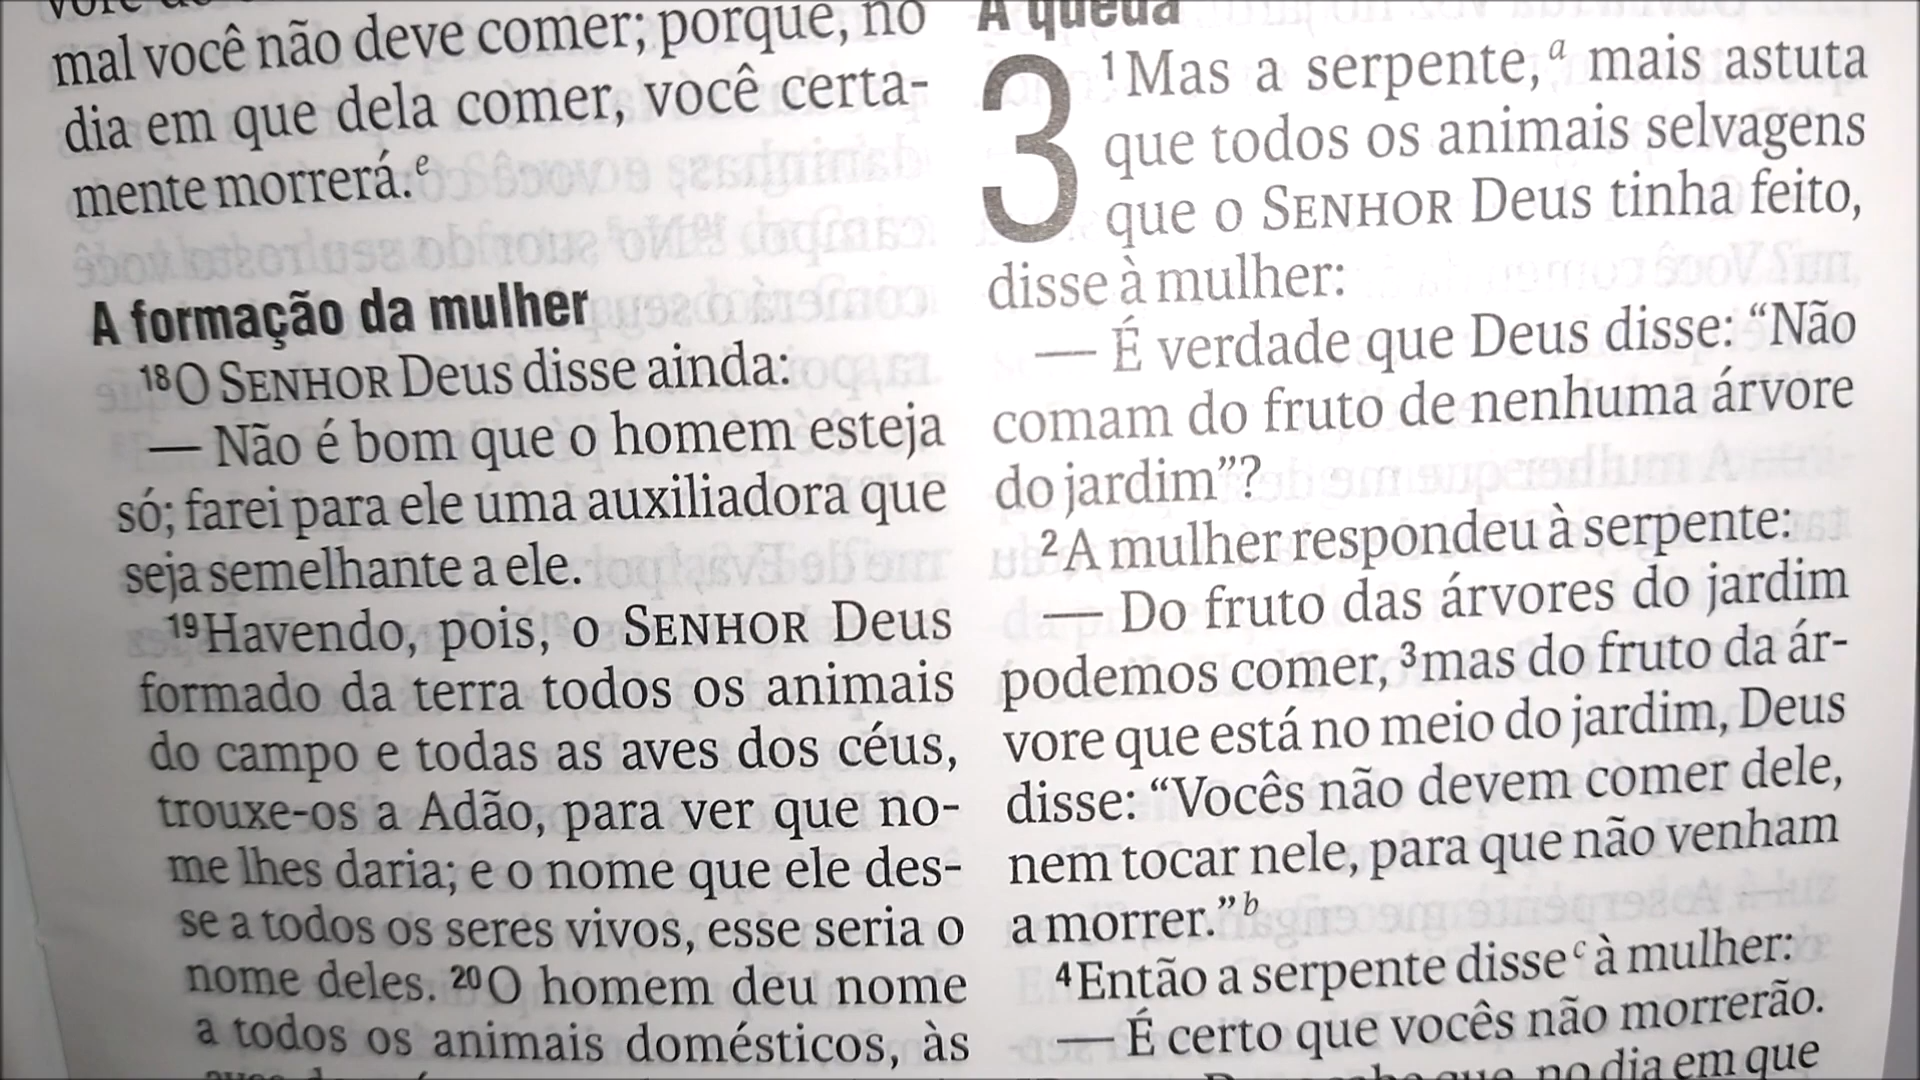 mal você não deve comer; porque, no
dia em que dela comer, você certa-
mente morrerá.e
A formação da mulher
18O SENHOR Deus disse ainda:
— Não é bom que o homem esteja
só; farei para ele uma auxiliadora que
seja semelhante a ele.
19Havendo, pois, o SENHOR Deus
formado da terra todos os animais
do campo e todas as aves dos céus,
trouxe-os a Adão, para ver que no-
me lhes daria; e o nome que ele des-
se a todos os seres vivos, esse seria o
nome deles. 20O homem deu nome
a todos os animais domésticos, às
A queda
3
1Mas a serpente,a mais astuta
que todos os animais selvagens
que o SENHOR Deus tinha feito,
disse à mulher:
— É verdade que Deus disse: “Não
comam do fruto de nenhuma árvore
do jardim”?
2A mulher respondeu à serpente:
— Do fruto das árvores do jardim
podemos comer, 3mas do fruto da ár-
vore que está no meio do jardim, Deus
disse: “Vocês não devem comer dele,
nem tocar nele, para que não venham
a morrer.”b
4Então a serpente dissec à mulher:
— É certo que vocês não morrerão.
que, no dia em que